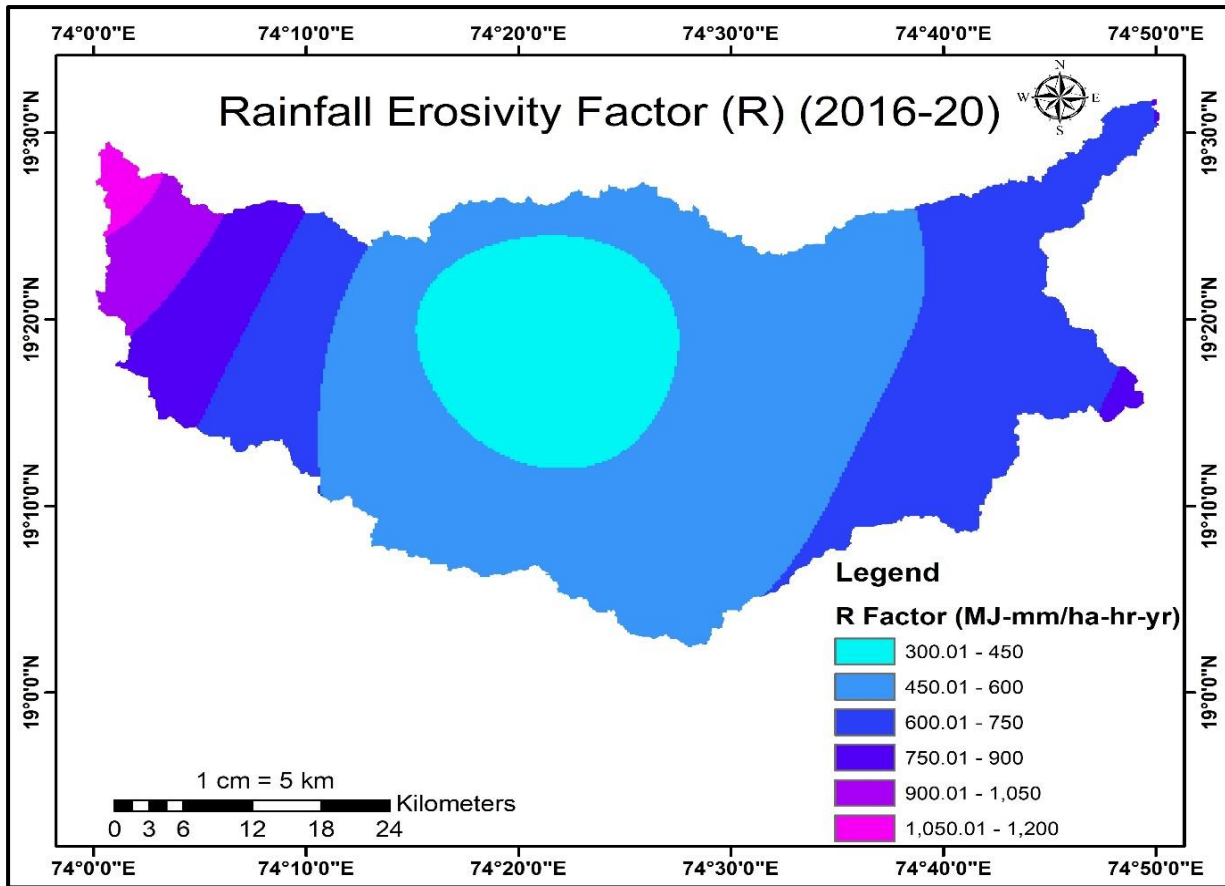 74°0'0"E 74°10'0"E 74°20'0"E 74°30'0"E 74°40'0"E 74°50'0"E
Rainfall Erosivity Factor (R) (2016-20)
N
W E
S
19°30'0"N 19°30'0"N
19°20'0"N 19°20'0"N
19°10'0"N 19°10'0"N
19°0'0"N 19°0'0"N
Legend
R Factor (MJ-mm/ha-hr-yr)
300.01 - 450
450.01 - 600
600.01 - 750
750.01 - 900
900.01 - 1,050
1,050.01 - 1,200
1 cm = 5 km
Kilometers
0 3 6 12 18 24
74°0'0"E 74°10'0"E 74°20'0"E 74°30'0"E 74°40'0"E 74°50'0"E